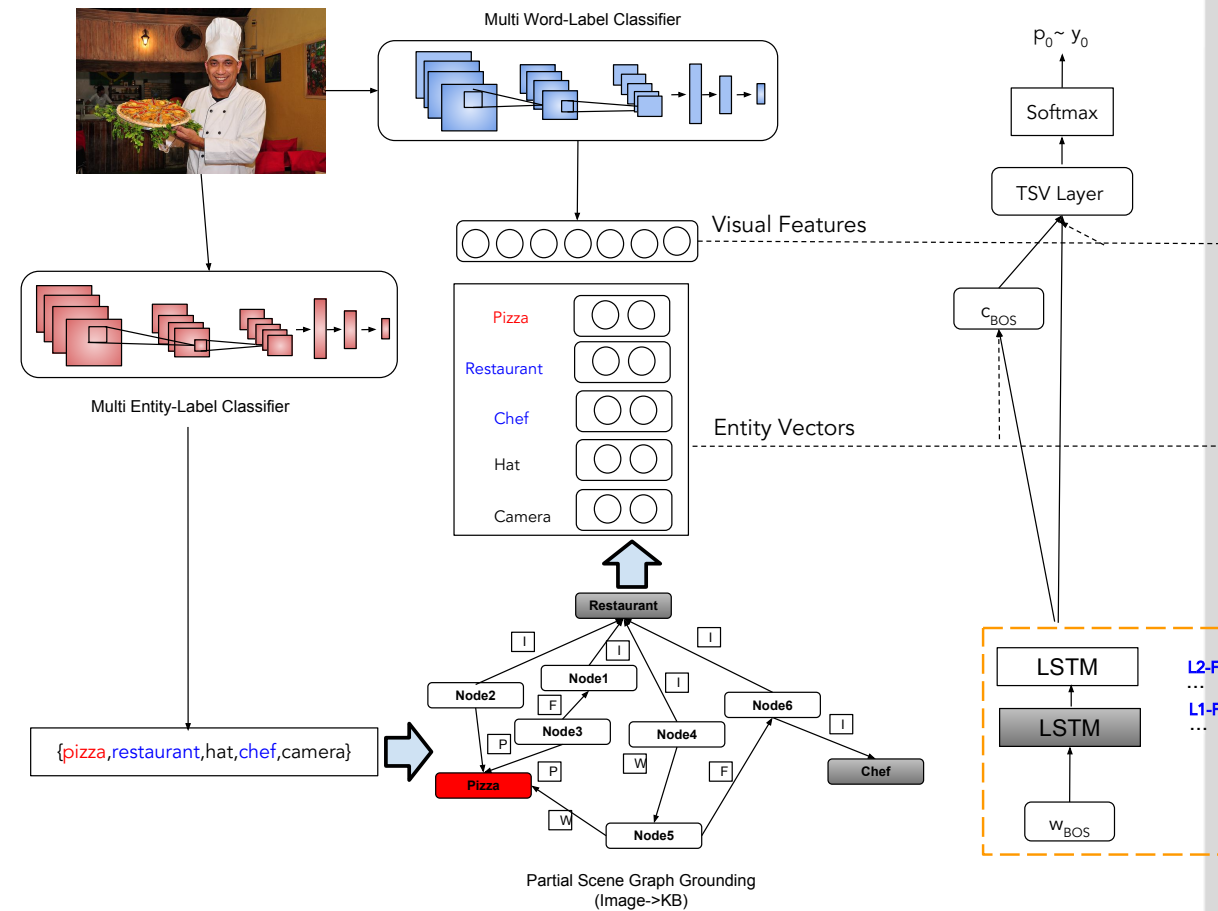 Multi Word-Label Classifier
p0~ y0
Softmax
TSV Layer
Visual Features
cBOS
Pizza
Restaurant
Chef
Hat
Camera
Entity Vectors
Multi Entity-Label Classifier
{pizza,restaurant,hat,chef,camera}
Restaurant
I
I
I
I
Node1
Node2
Node6
F
Node3
Node4
I
P
P
W
F
Pizza
Chef
W
Node5
Partial Scene Graph Grounding
(Image->KB)
LSTM
L2-F
...
LSTM
L1-F
...
wBOS